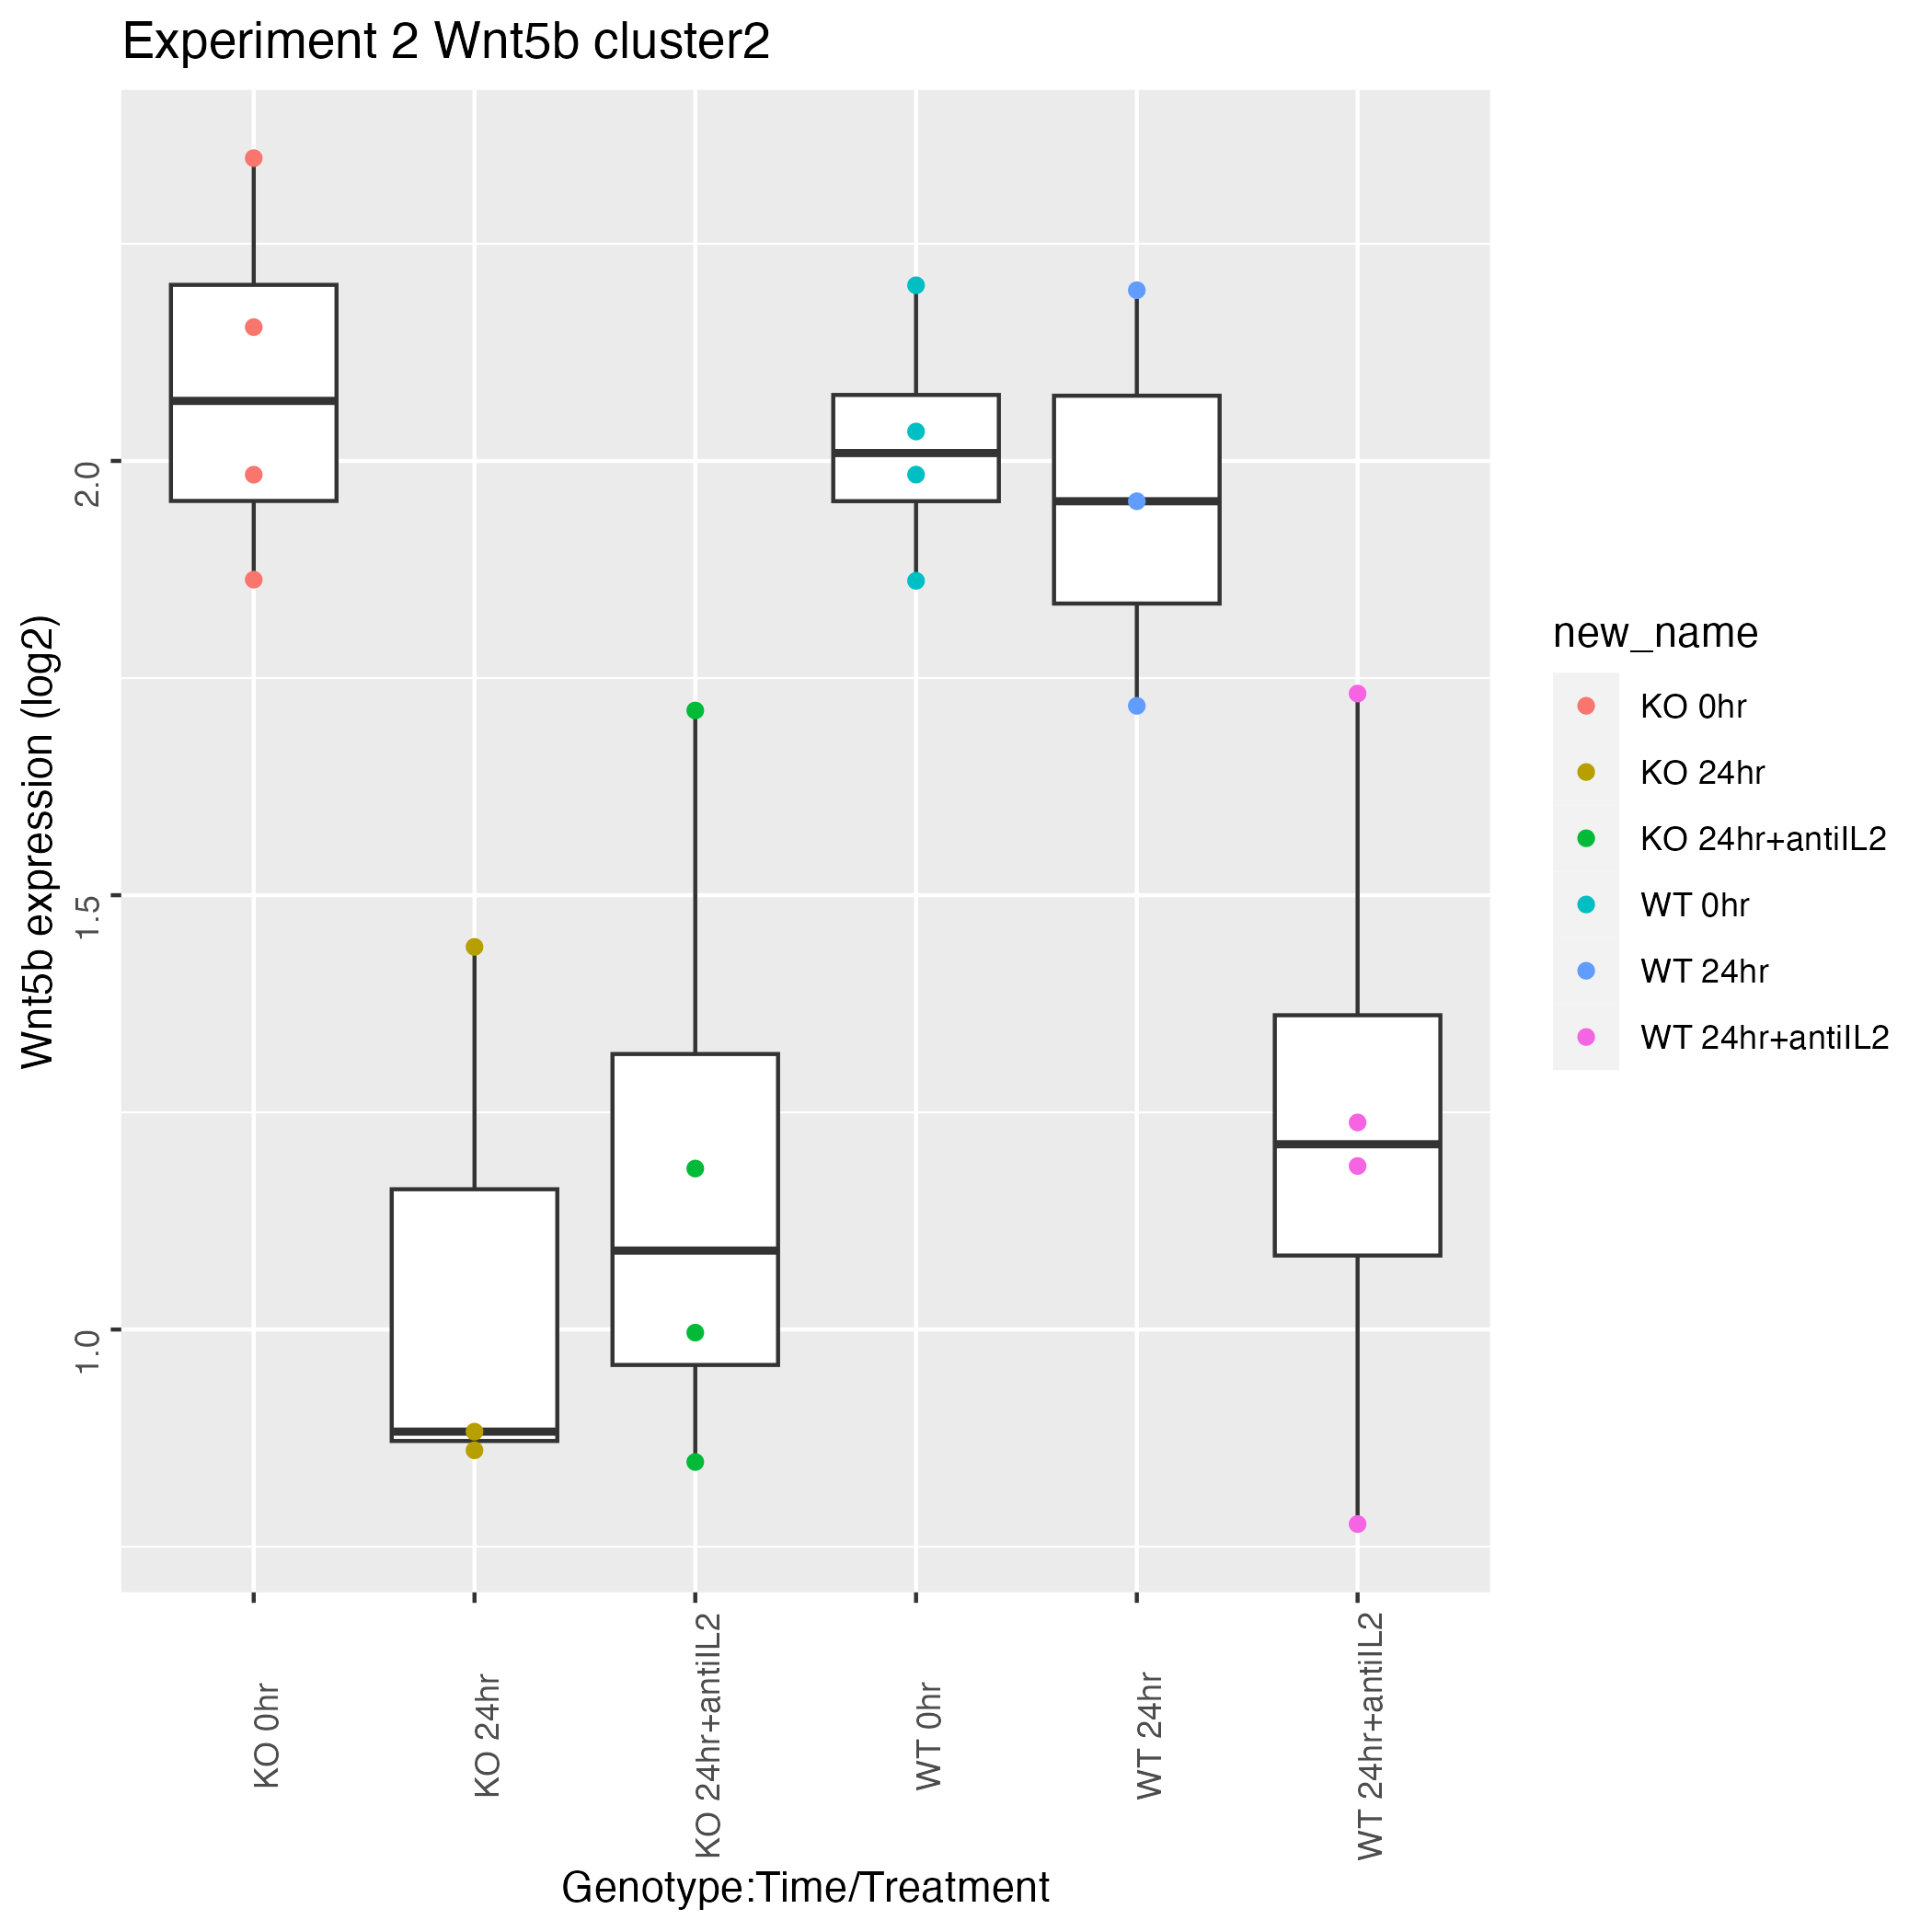 Experiment 2 Wnt5b cluster2
Wnt5b expression (log2)
2.0
1.5
1.0
KO 0hr
KO 24hr
KO 24hr+antiIL2
WT 0hr
WT 24hr
WT 24hr+antiIL2
Genotype:Time/Treatment
new_name
KO 0hr
KO 24hr
KO 24hr+antiIL2
WT 0hr
WT 24hr
WT 24hr+antiIL2